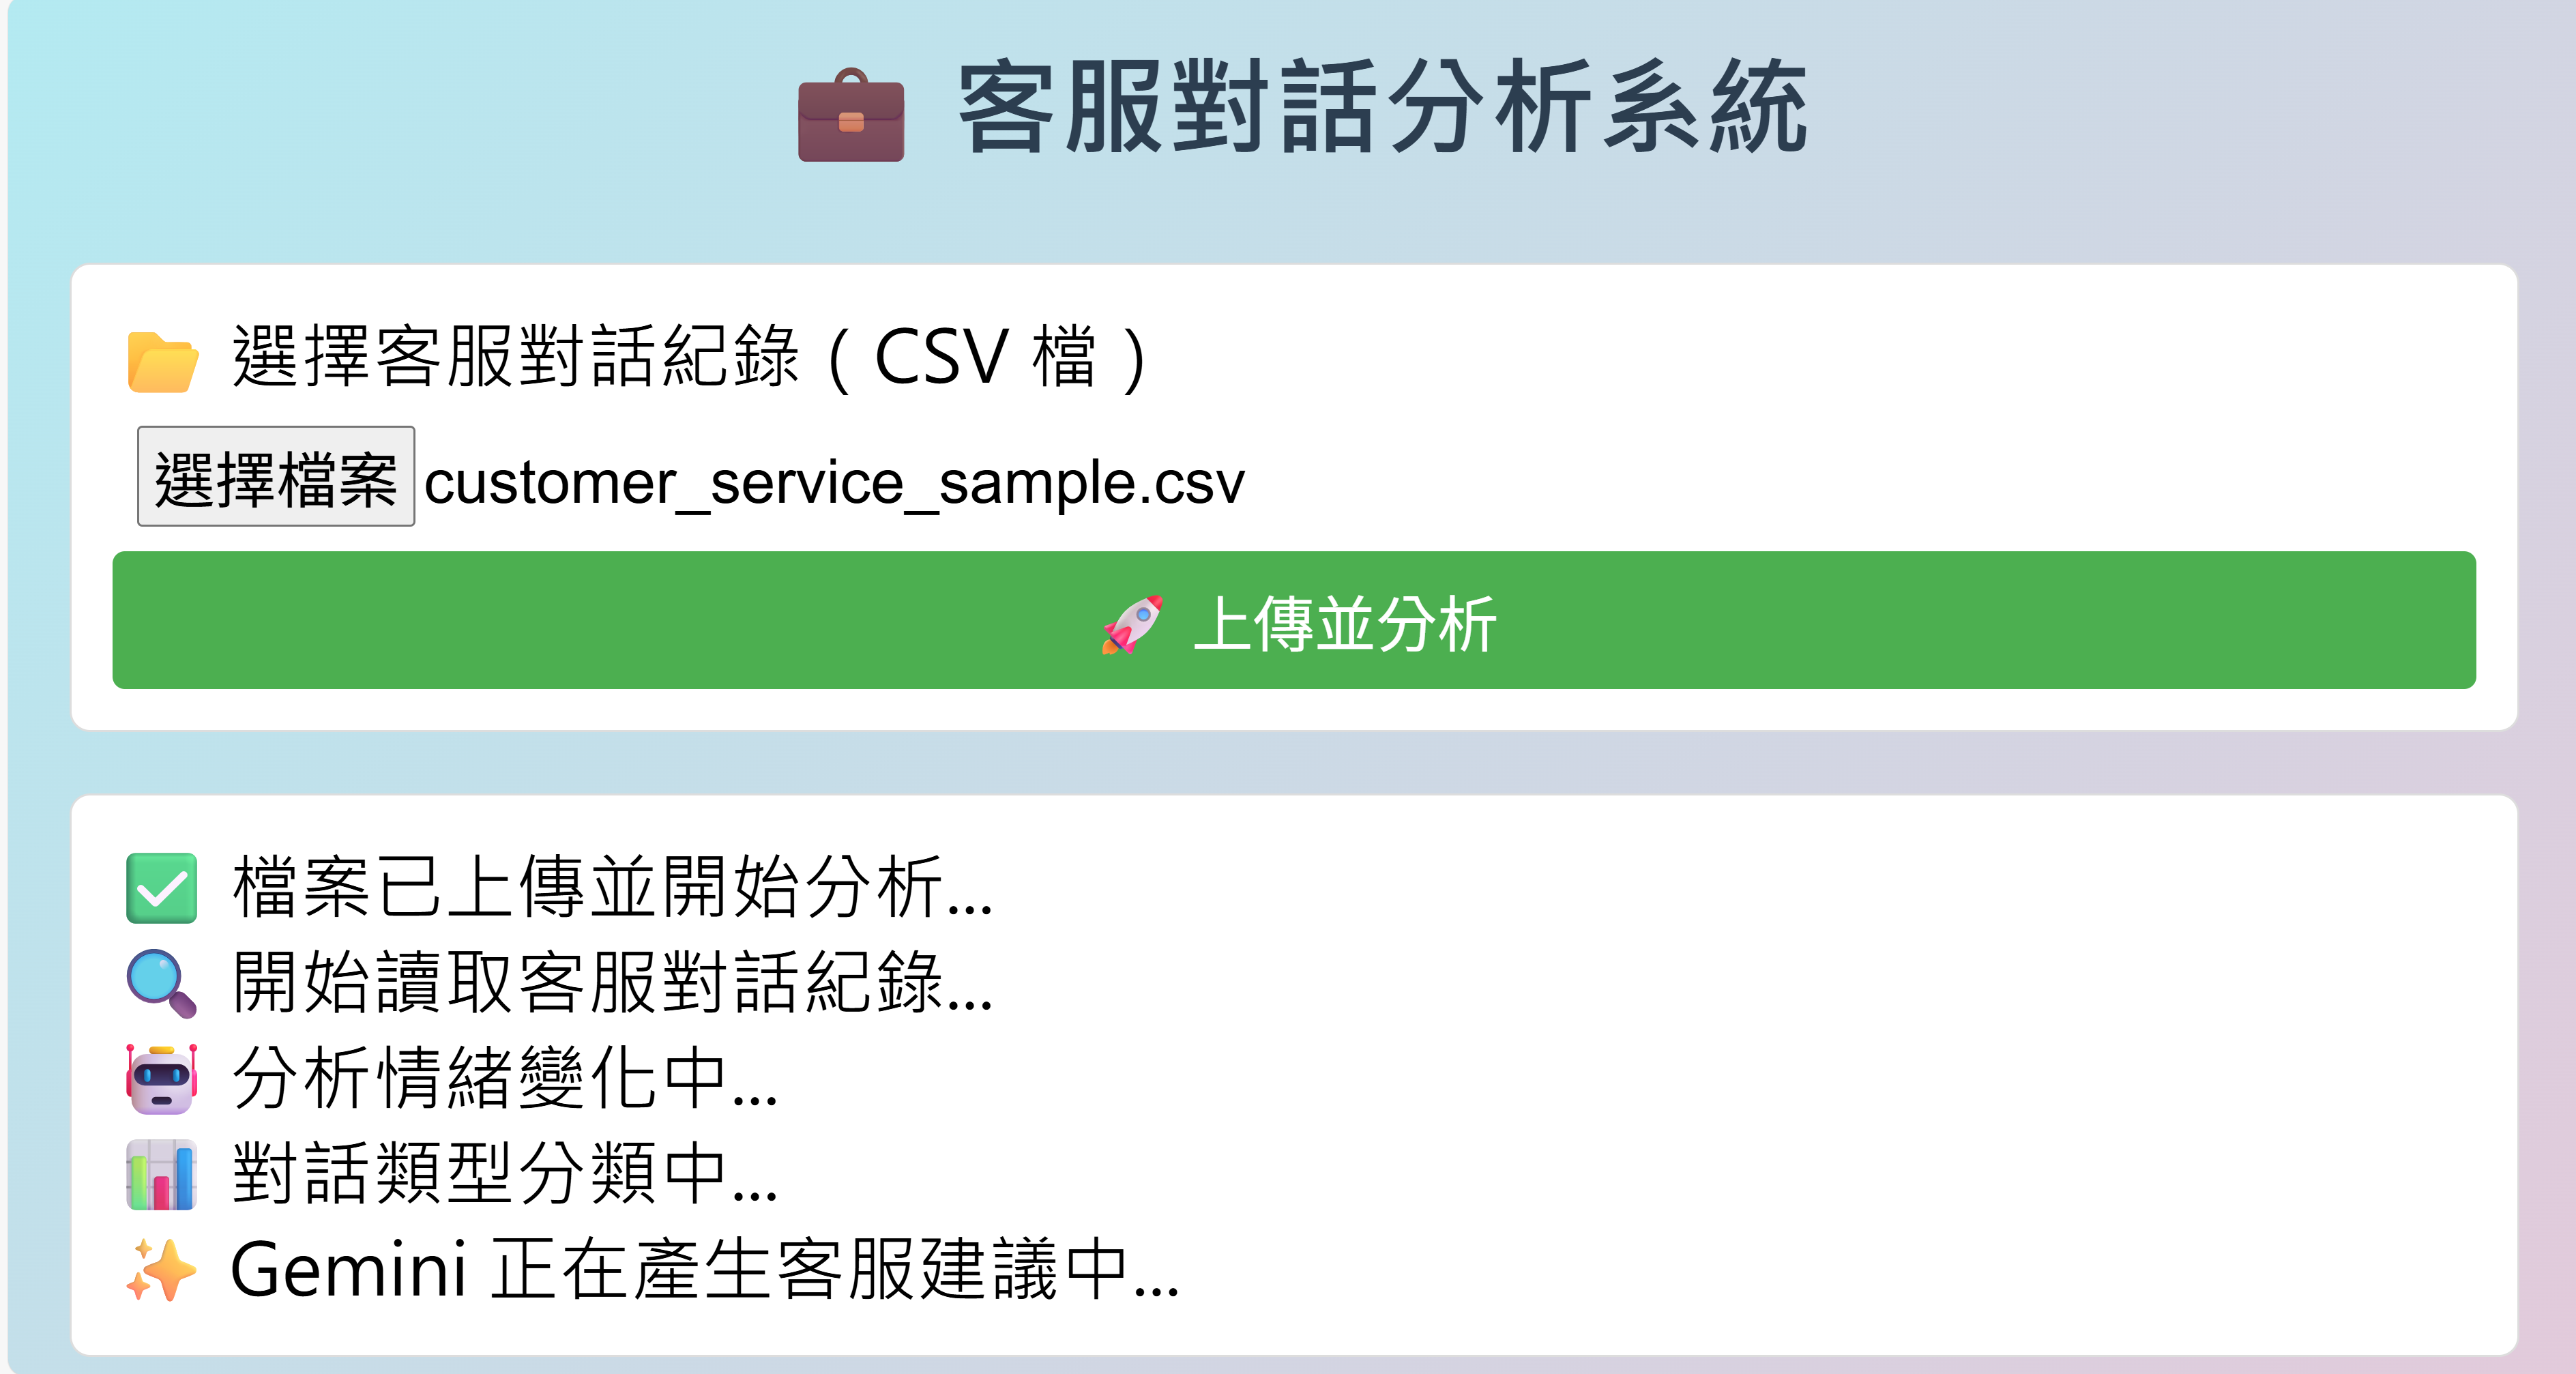 💼 客服對話分析系統
📂 選擇客服對話紀錄（CSV 檔）
選擇檔案 customer_service_sample.csv
🚀 上傳並分析
✅ 檔案已上傳並開始分析...
🔍 開始讀取客服對話紀錄...
🤖 分析情緒變化中...
📊 對話類型分類中...
✨ Gemini 正在產生客服建議中...